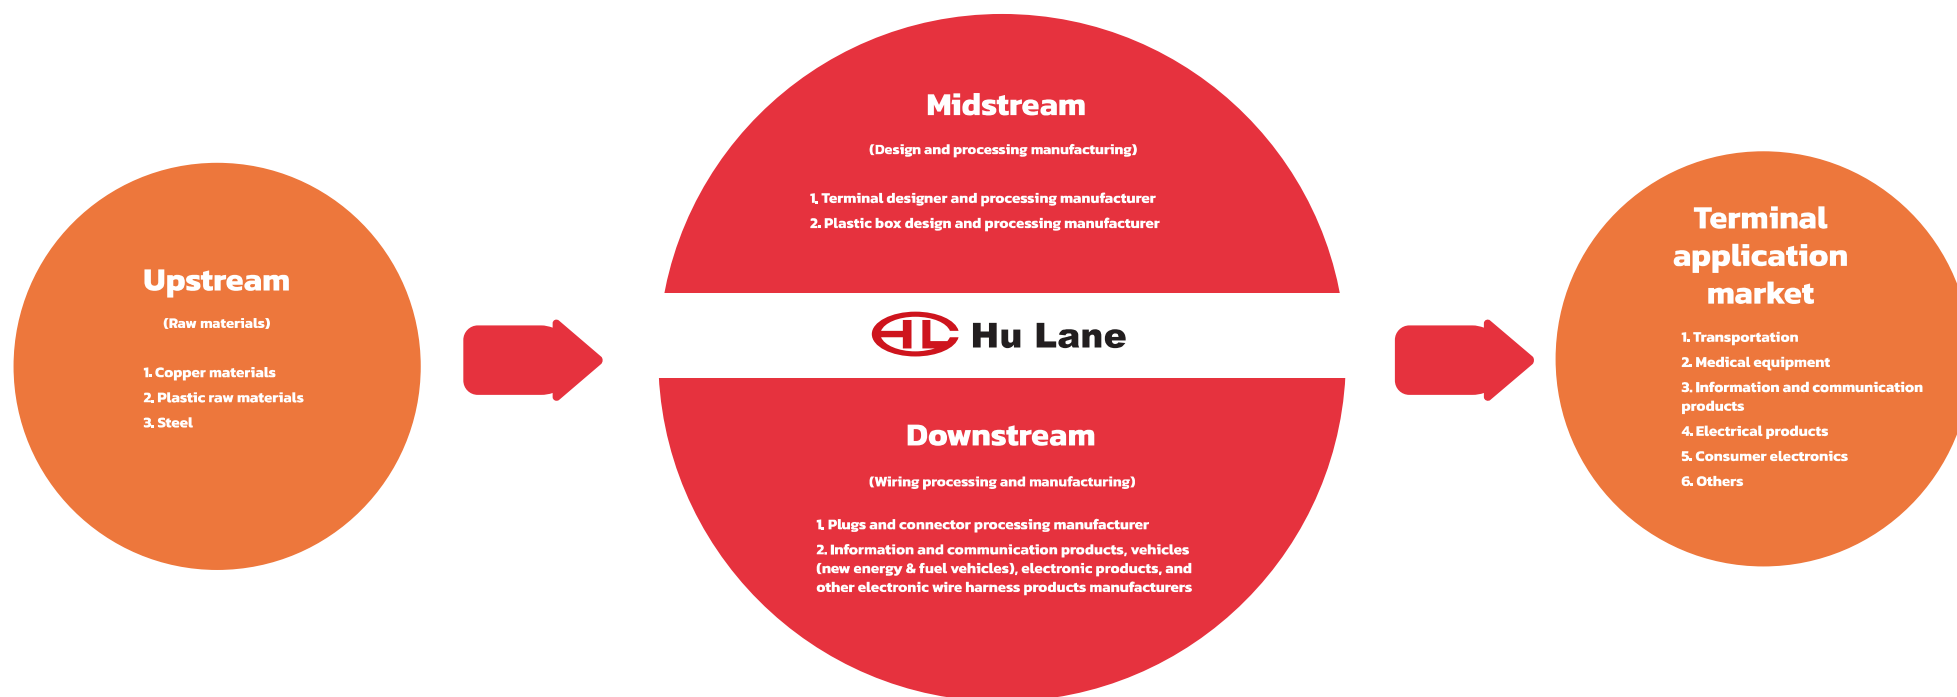 Upstream
(Raw materials)
1. Copper materials
2. Plastic raw materials
3. Steel
Midstream
(Design and processing manufacturing)
1. Terminal designer and processing manufacturer
2. Plastic box design and processing manufacturer
HLC Hu Lane
Downstream
(Wiring processing and manufacturing)
1. Plugs and connector processing manufacturer
2. Information and communication products, vehicles
(new energy & fuel vehicles), electronic products, and
other electronic wire harness products manufacturers
Terminal
application
market
1. Transportation
2. Medical equipment
3. Information and communication
products
4. Electrical products
5. Consumer electronics
6. Others